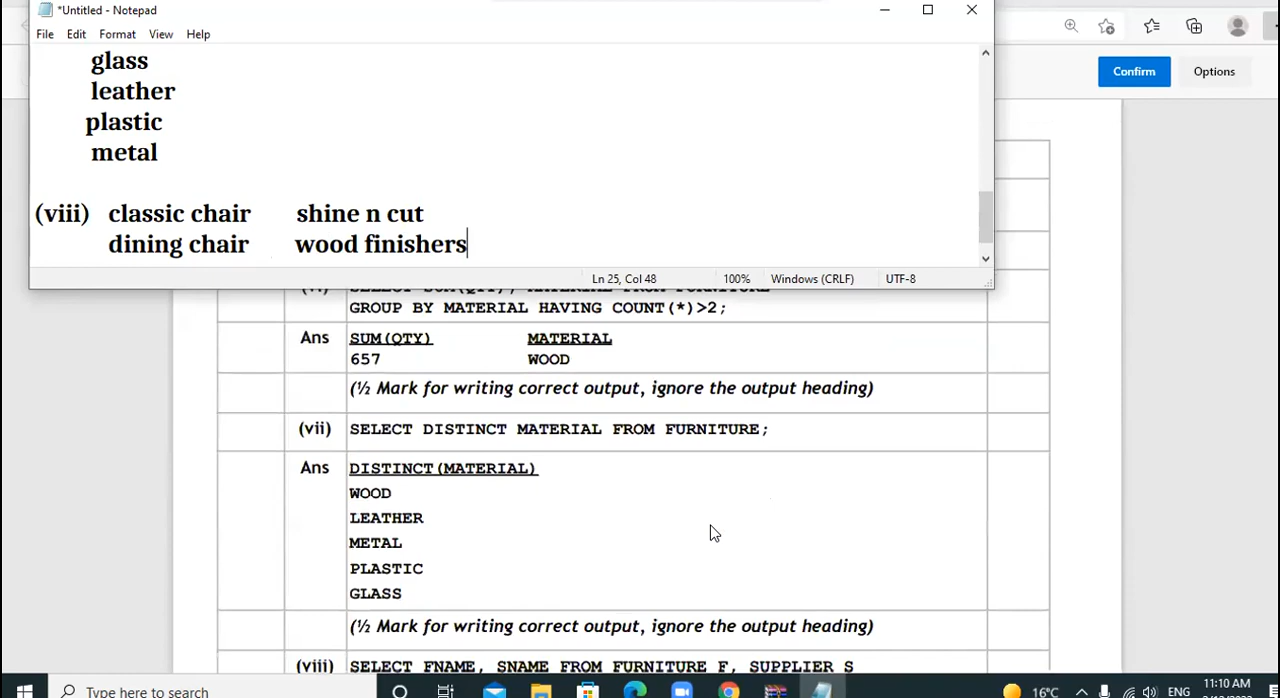 *Untitled - Notepad
File Edit Format View Help
glass
leather
plastic
metal
(viii) classic chair shine n cut
dining chair wood finishers
Ln 25, Col 48 100% Windows (CRLF) UTF-8
Confirm Options
GROUP BY MATERIAL HAVING COUNT(*)>2;
Ans SUM(QTY) MATERIAL
657 WOOD
(½ Mark for writing correct output, ignore the output heading)
(vii) SELECT DISTINCT MATERIAL FROM FURNITURE;
Ans DISTINCT(MATERIAL)
WOOD
LEATHER
METAL
PLASTIC
GLASS
(½ Mark for writing correct output, ignore the output heading)
(viii) SELECT FNAME, SNAME FROM FURNITURE F, SUPPLIER S
Type here to search
16°C ENG 11:10 AM